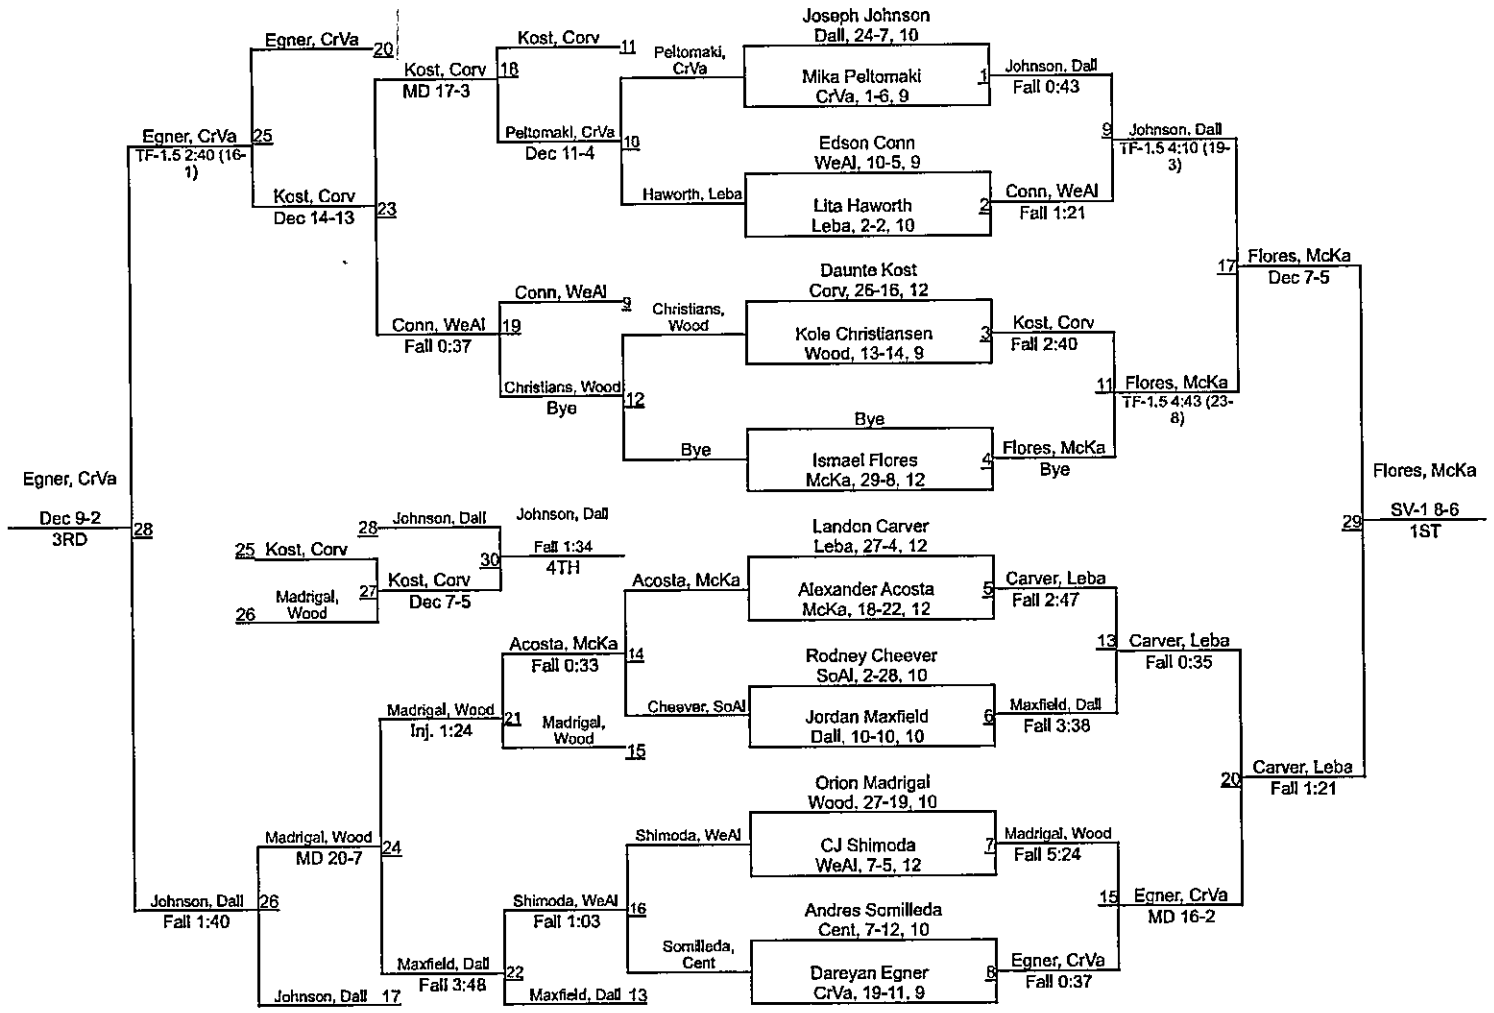 Joseph Johnson
Dall, 24-7, 10
Mika Peltomaki
CrVa, 1-6, 9
1
Edson Conn
WeAl, 10-5, 9
Lita Haworth
Leba, 2-2, 10
2
Daunte Kost
Corv, 26-16, 12
Kole Christiansen
Wood, 13-14, 9
3
Bye
Ismael Flores
McKa, 29-8, 12
4
Landon Carver
Leba, 27-4, 12
Alexander Acosta
McKa, 18-22, 12
5
Rodney Cheever
SoAl, 2-28, 10
Jordan Maxfield
Dall, 10-10, 10
6
Orion Madrigal
Wood, 27-19, 10
CJ Shimoda
WeAl, 7-5, 12
7
Andres Somilleda
Cent, 7-12, 10
Dareyan Egner
CrVa, 19-11, 9
8
Johnson, Dall
Fall 0:43
Conn, WeAl
Fall 1:21
9
Kost, Corv
Fall 2:40
Flores, McKa
Bye
11
Carver, Leba
Fall 2:47
Maxfield, Dall
Fall 3:38
13
Madrigal, Wood
Fall 5:24
Egner, CrVa
Fall 0:37
15
Johnson, Dall
TF-1.5 4:10 (19-
3)
Flores, McKa
TF-1.5 4:43 (23-
8)
17
Carver, Leba
Fall 0:35
Egner, CrVa
MD 16-2
20
Flores, McKa
Dec 7-5
Carver, Leba
Fall 1:21
29
Flores, McKa
SV-1 8-6
1ST
Peltomaki,
CrVa
Haworth, Leba
10
Christians,
Wood
Bye
12
Acosta, McKa
Cheever, SoAl
14
Shimoda, WeAl
Somilleda,
Cent
16
Kost, Corv
11
Peltomaki, CrVa
Dec 11-4
18
Conn, WeAl
9
Christians, Wood
Bye
19
Acosta, McKa
Fall 0:33
Madrigal,
Wood
15
21
Shimoda, WeAl
Fall 1:03
Maxfield, Dall 13
22
Kost, Corv
MD 17-3
Conn, WeAl
Fall 0:37
23
Madrigal, Wood
Inj. 1:24
Maxfield, Dall
Fall 3:48
24
Egner, CrVa
20
Kost, Corv
Dec 14-13
25
Madrigal, Wood
MD 20-7
Johnson, Dall 17
26
Egner, CrVa
TF-1.5 2:40 (16-
1)
Johnson, Dall
Fall 1:40
28
Egner, CrVa
Dec 9-2
3RD
25 Kost, Corv
Madrigal,
Wood
26
27
Kost, Corv
Dec 7-5
28 Johnson, Dall
30
Johnson, Dall
Fall 1:34
4TH